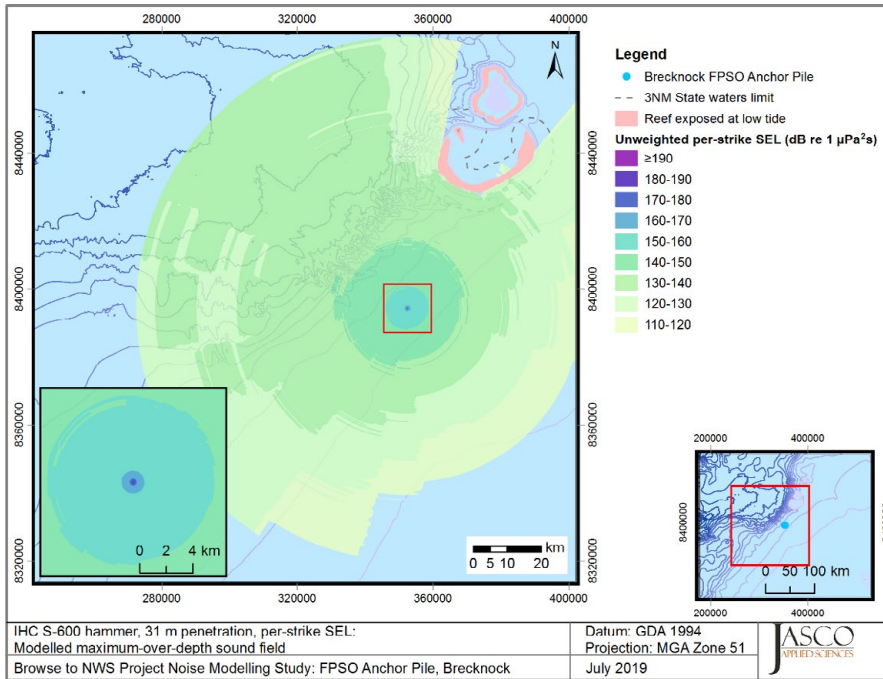 280000 320000 360000 400000
8440000
8400000
8360000
8320000
N
0 2 4 km
km
0 5 10 20
280000 320000 360000 400000
Legend
Brecknock FPSO Anchor Pile
3NM State waters limit
Reef exposed at low tide
Unweighted per-strike SEL (dB re 1 µPa²s)
≥190
180-190
170-180
160-170
150-160
140-150
130-140
120-130
110-120
200000 400000
8400000
0 50 100 km
200000 400000
IHC S-600 hammer, 31 m penetration, per-strike SEL:
Modelled maximum-over-depth sound field
Browse to NWS Project Noise Modelling Study: FPSO Anchor Pile, Brecknock
Datum: GDA 1994
Projection: MGA Zone 51
July 2019
JASCO
APPLIED SCIENCES